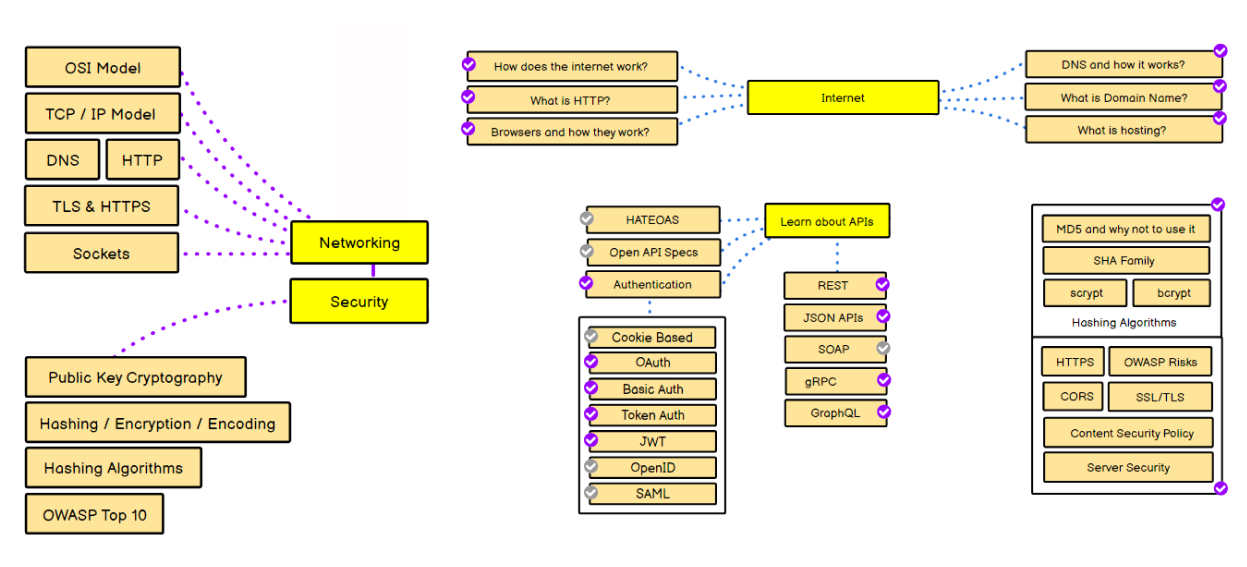 OSI Model
TCP / IP Model
DNS
HTTP
TLS & HTTPS
Sockets
Networking
Security
Public Key Cryptography
Hashing / Encryption / Encoding
Hashing Algorithms
OWASP Top 10
How does the internet work?
What is HTTP?
Browsers and how they work?
Internet
DNS and how it works?
What is Domain Name?
What is hosting?
HATEOAS
Open API Specs
Authentication
Learn about APIs
Cookie Based
OAuth
Basic Auth
Token Auth
JWT
OpenID
SAML
REST
JSON APIs
SOAP
gRPC
GraphQL
MD5 and why not to use it
SHA Family
scrypt
bcrypt
Hashing Algorithms
HTTPS
OWASP Risks
CORS
SSL/TLS
Content Security Policy
Server Security